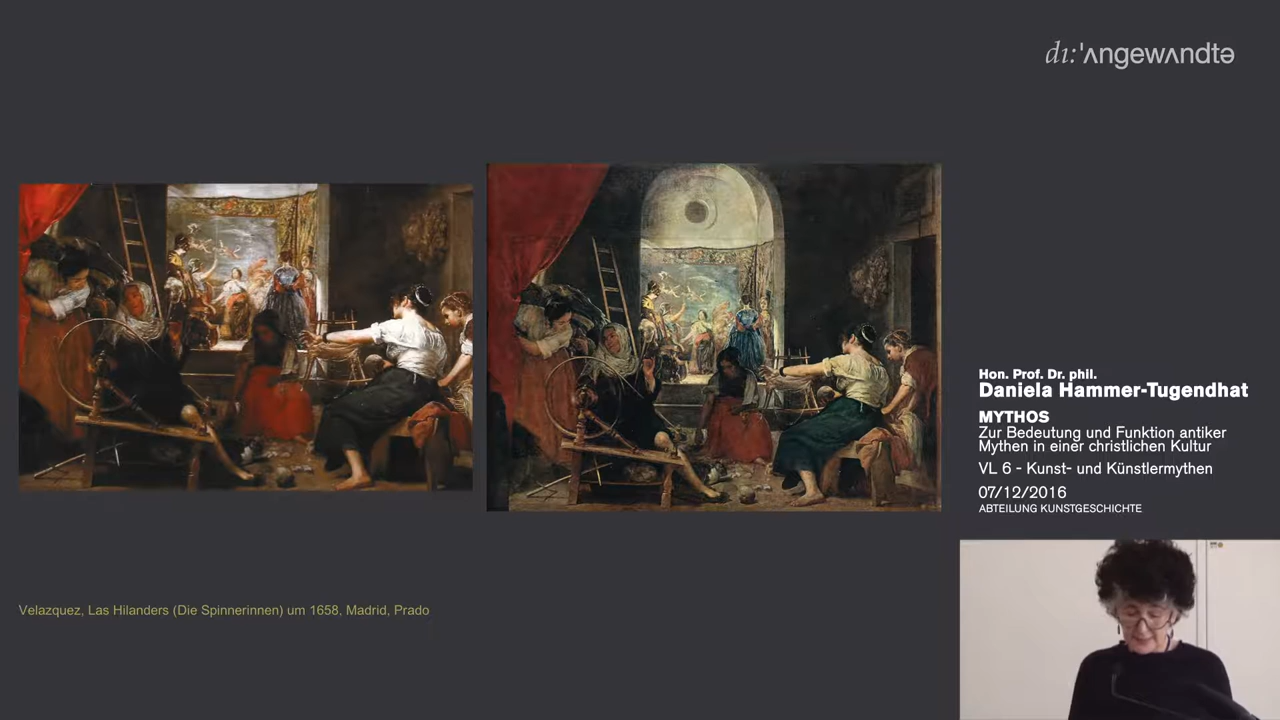 dı:ˈʌngewʌndtə
Hon. Prof. Dr. phil.
Daniela Hammer-Tugendhat
MYTHOS
Zur Bedeutung und Funktion antiker
Mythen in einer christlichen Kultur
VL 6 - Kunst- und Künstlermythen
07/12/2016
ABTEILUNG KUNSTGESCHICHTE
Velazquez, Las Hilanders (Die Spinnerinnen) um 1658, Madrid, Prado